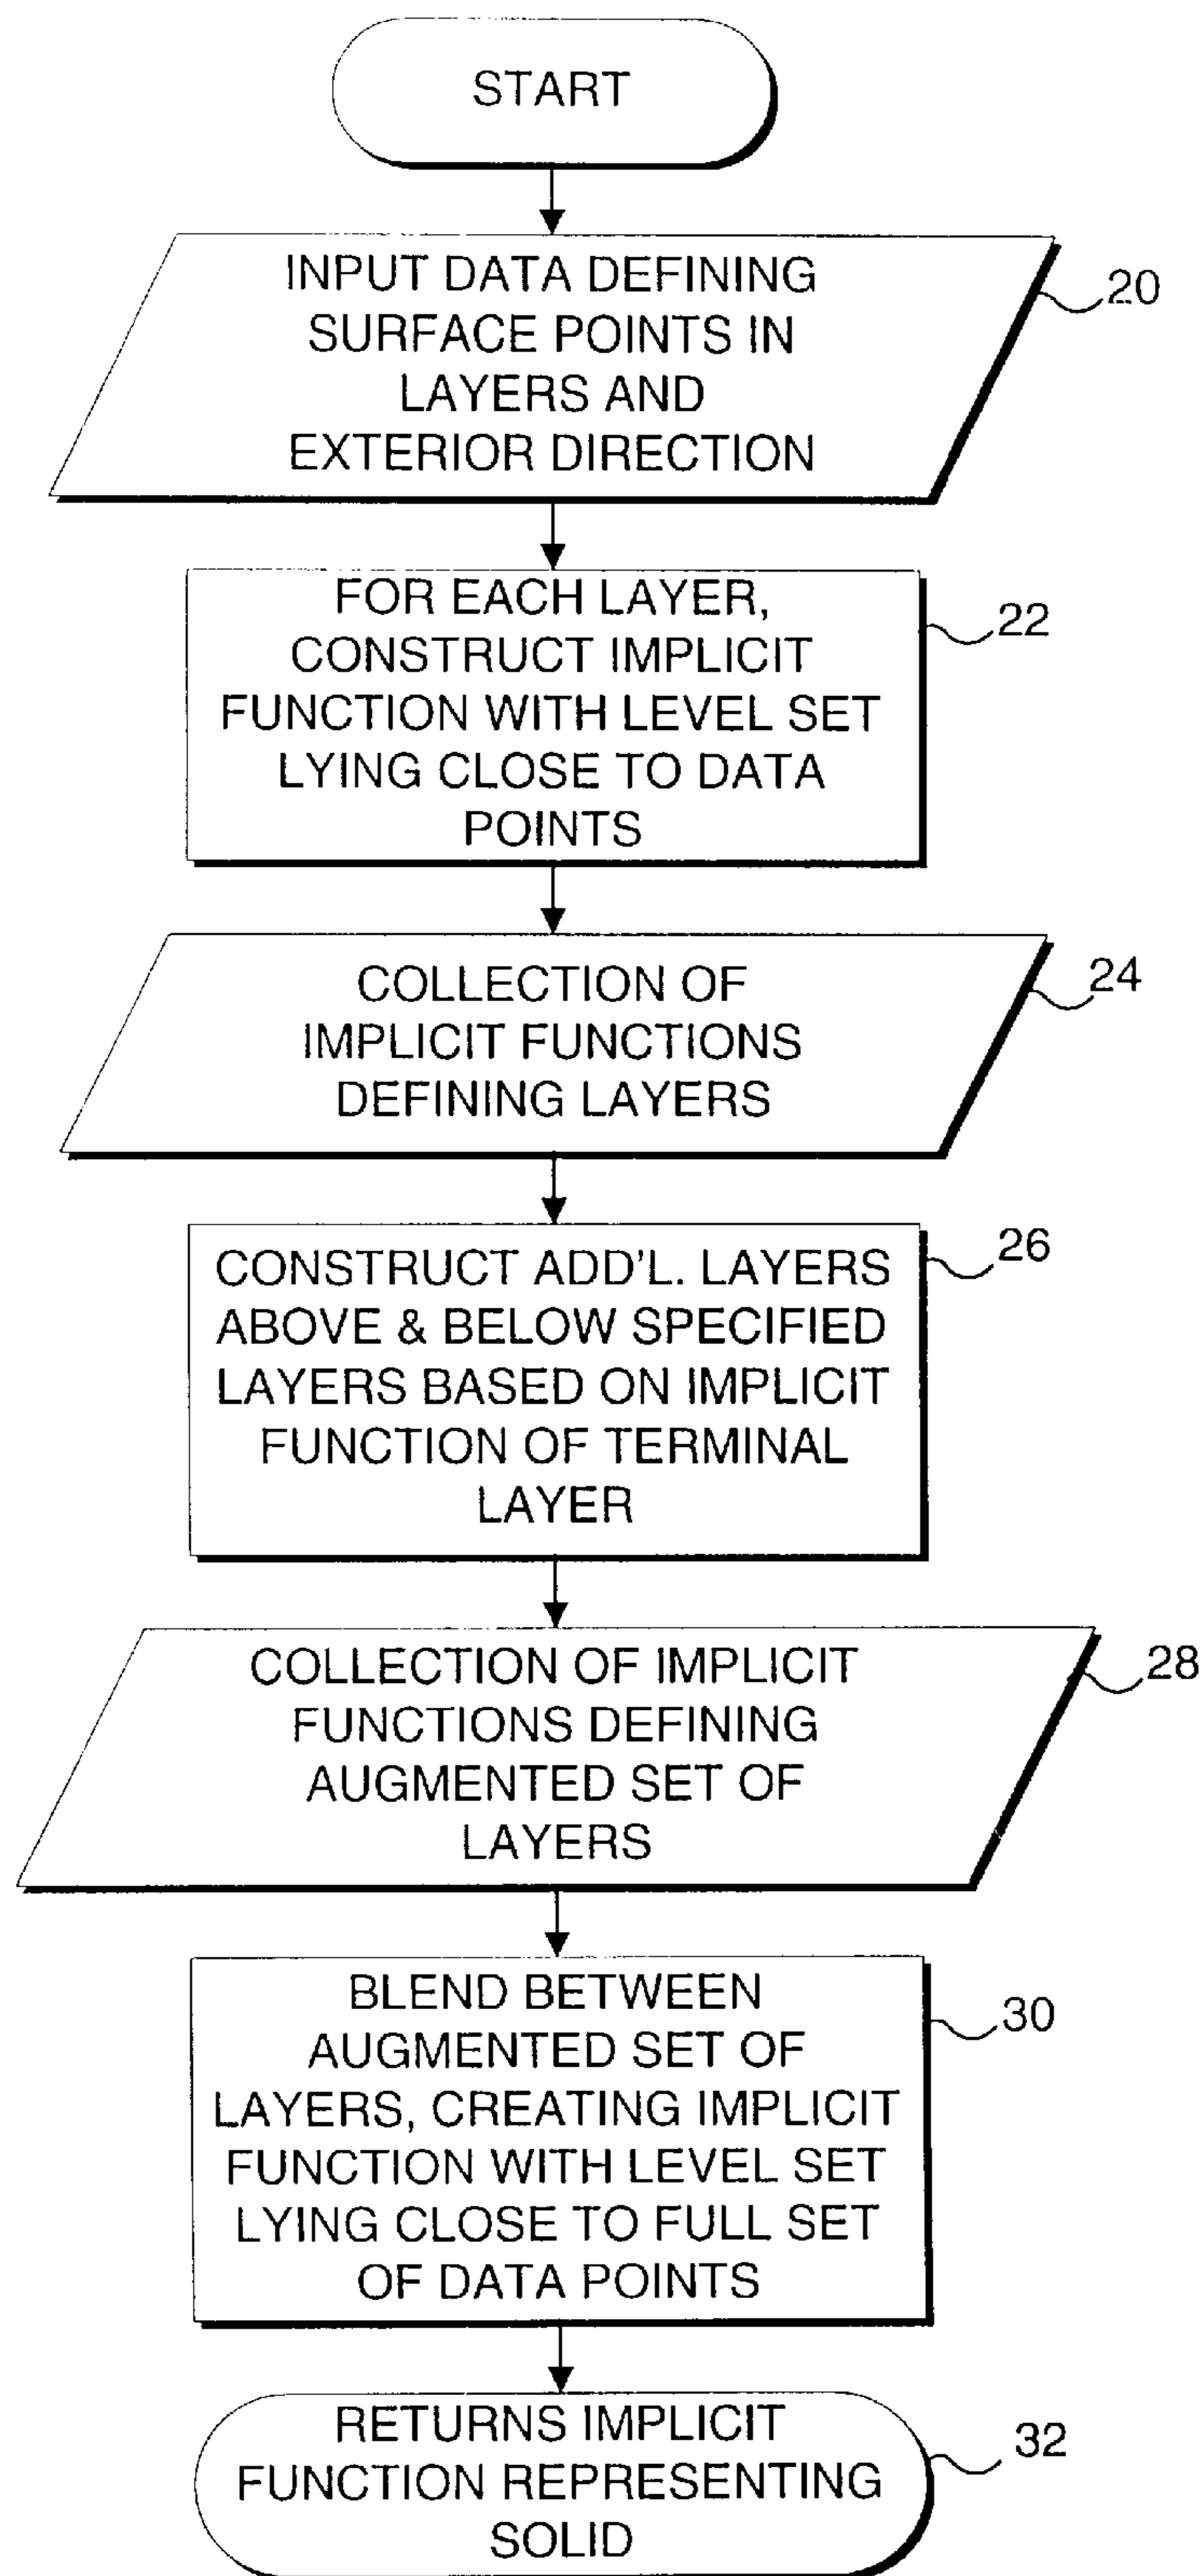 START
INPUT DATA DEFINING
SURFACE POINTS IN
LAYERS AND
EXTERIOR DIRECTION
20
FOR EACH LAYER,
CONSTRUCT IMPLICIT
FUNCTION WITH LEVEL SET
LYING CLOSE TO DATA
POINTS
22
COLLECTION OF
IMPLICIT FUNCTIONS
DEFINING LAYERS
24
CONSTRUCT ADD'L. LAYERS
ABOVE & BELOW SPECIFIED
LAYERS BASED ON IMPLICIT
FUNCTION OF TERMINAL
LAYER
26
COLLECTION OF IMPLICIT
FUNCTIONS DEFINING
AUGMENTED SET OF
LAYERS
28
BLEND BETWEEN
AUGMENTED SET OF
LAYERS, CREATING IMPLICIT
FUNCTION WITH LEVEL SET
LYING CLOSE TO FULL SET
OF DATA POINTS
30
RETURNS IMPLICIT
FUNCTION REPRESENTING
SOLID
32